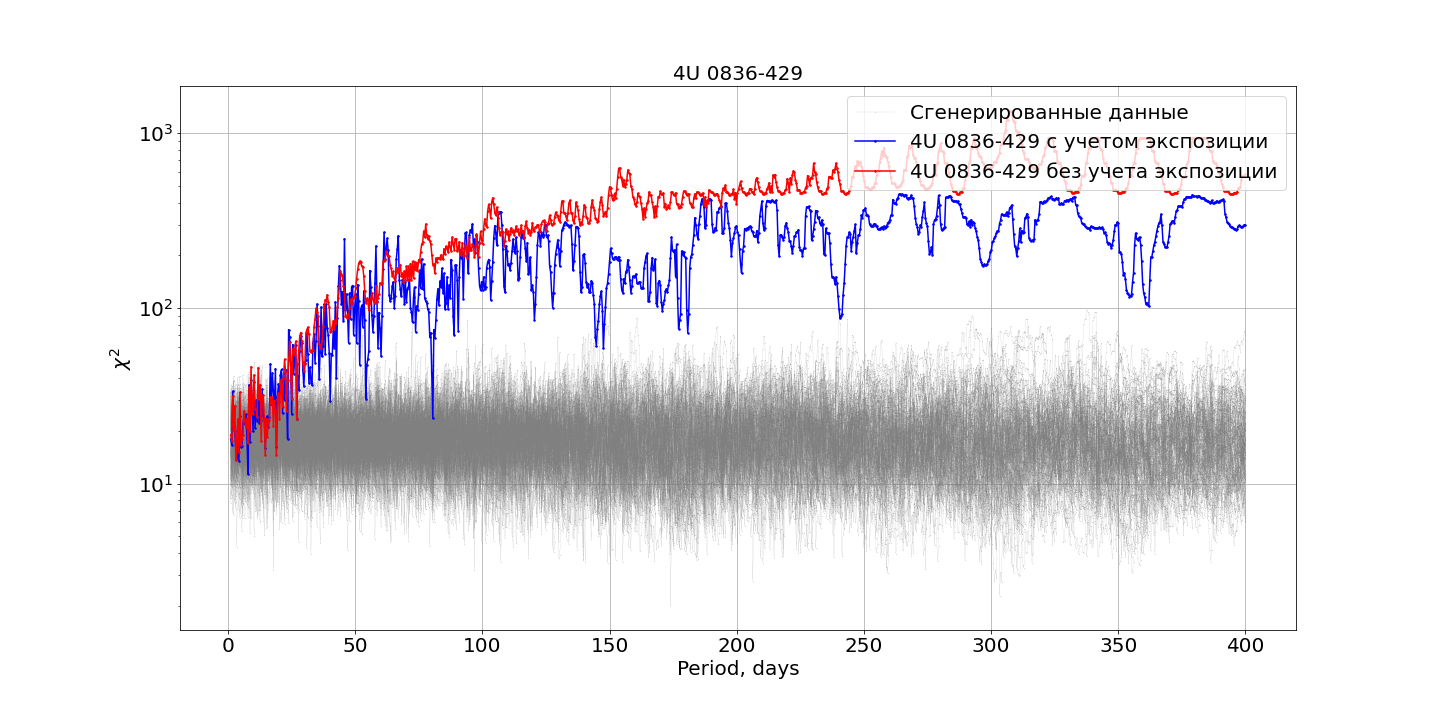 4U 0836-429
Сгенерированные данные
4U 0836-429 с учетом экспозиции
4U 0836-429 без учета экспозиции
10³
10²
10¹
χ²
0 50 100 150 200 250 300 350 400
Period, days